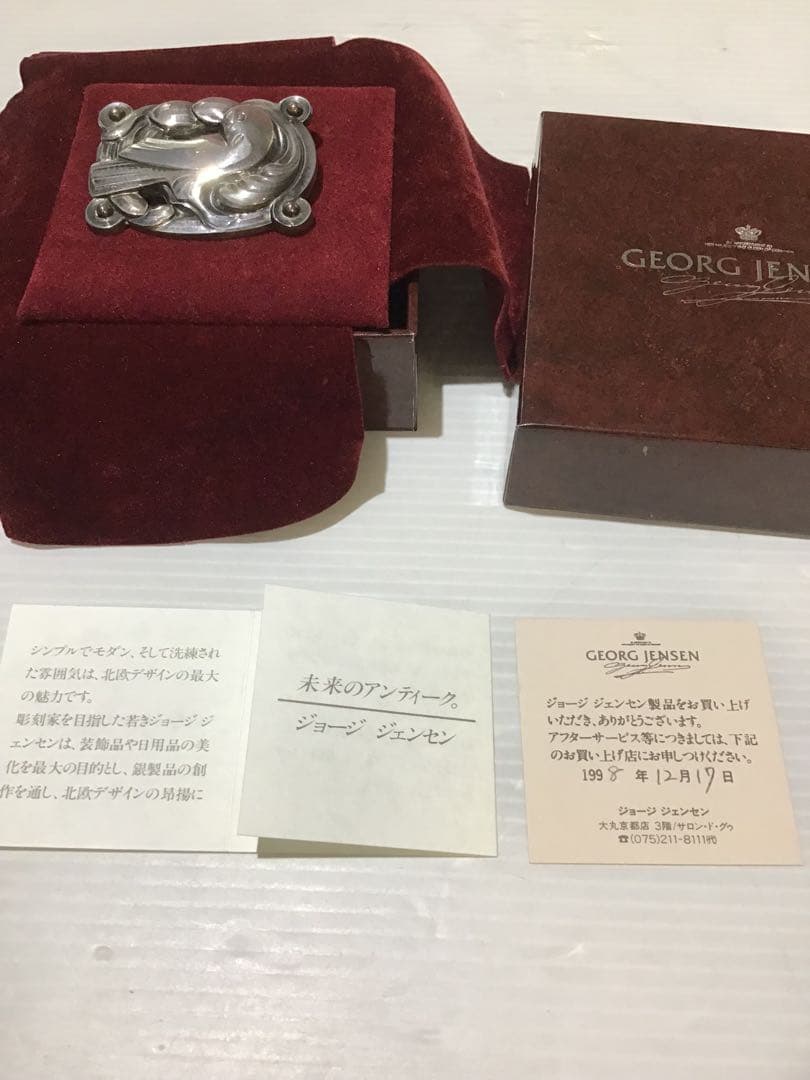 GEORG JEN
シンプルでモダン、そして洗練され
た雰囲気は、北欧デザインの最大
の魅力です。
彫刻家を目指した若きジョージ ジ
ェンセンは、装飾品や日用品の美
化を最大の目的とし、銀製品の創
作を通し、北欧デザインの昂揚に
未来のアンティーク。
ジョージ ジェンセン
GEORG JENSEN
ジョージ ジェンセン製品をお買い上げ
いただき、ありがとうございます。
アフターサービス等につきましては、下記
のお買い上げ店にお申しつけください。
1998 年 12月17日
ジョージ ジェンセン
大丸京都店 3階/サロン・ド・グゥ
☎(075)211-8111㈹